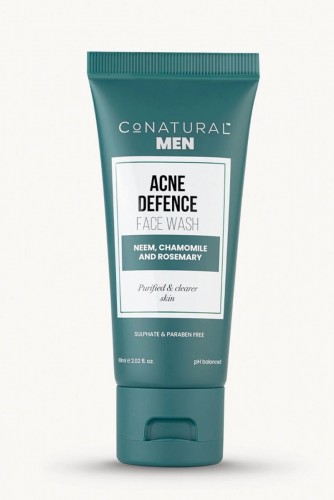 CONATURAL™
MEN
ACNE
DEFENCE
FACE WASH
NEEM, CHAMOMILE
AND ROSEMARY
Purified & clearer
skin
SULPHATE & PARABEN FREE
60ml e 2.02 fl. oz. pH balanced